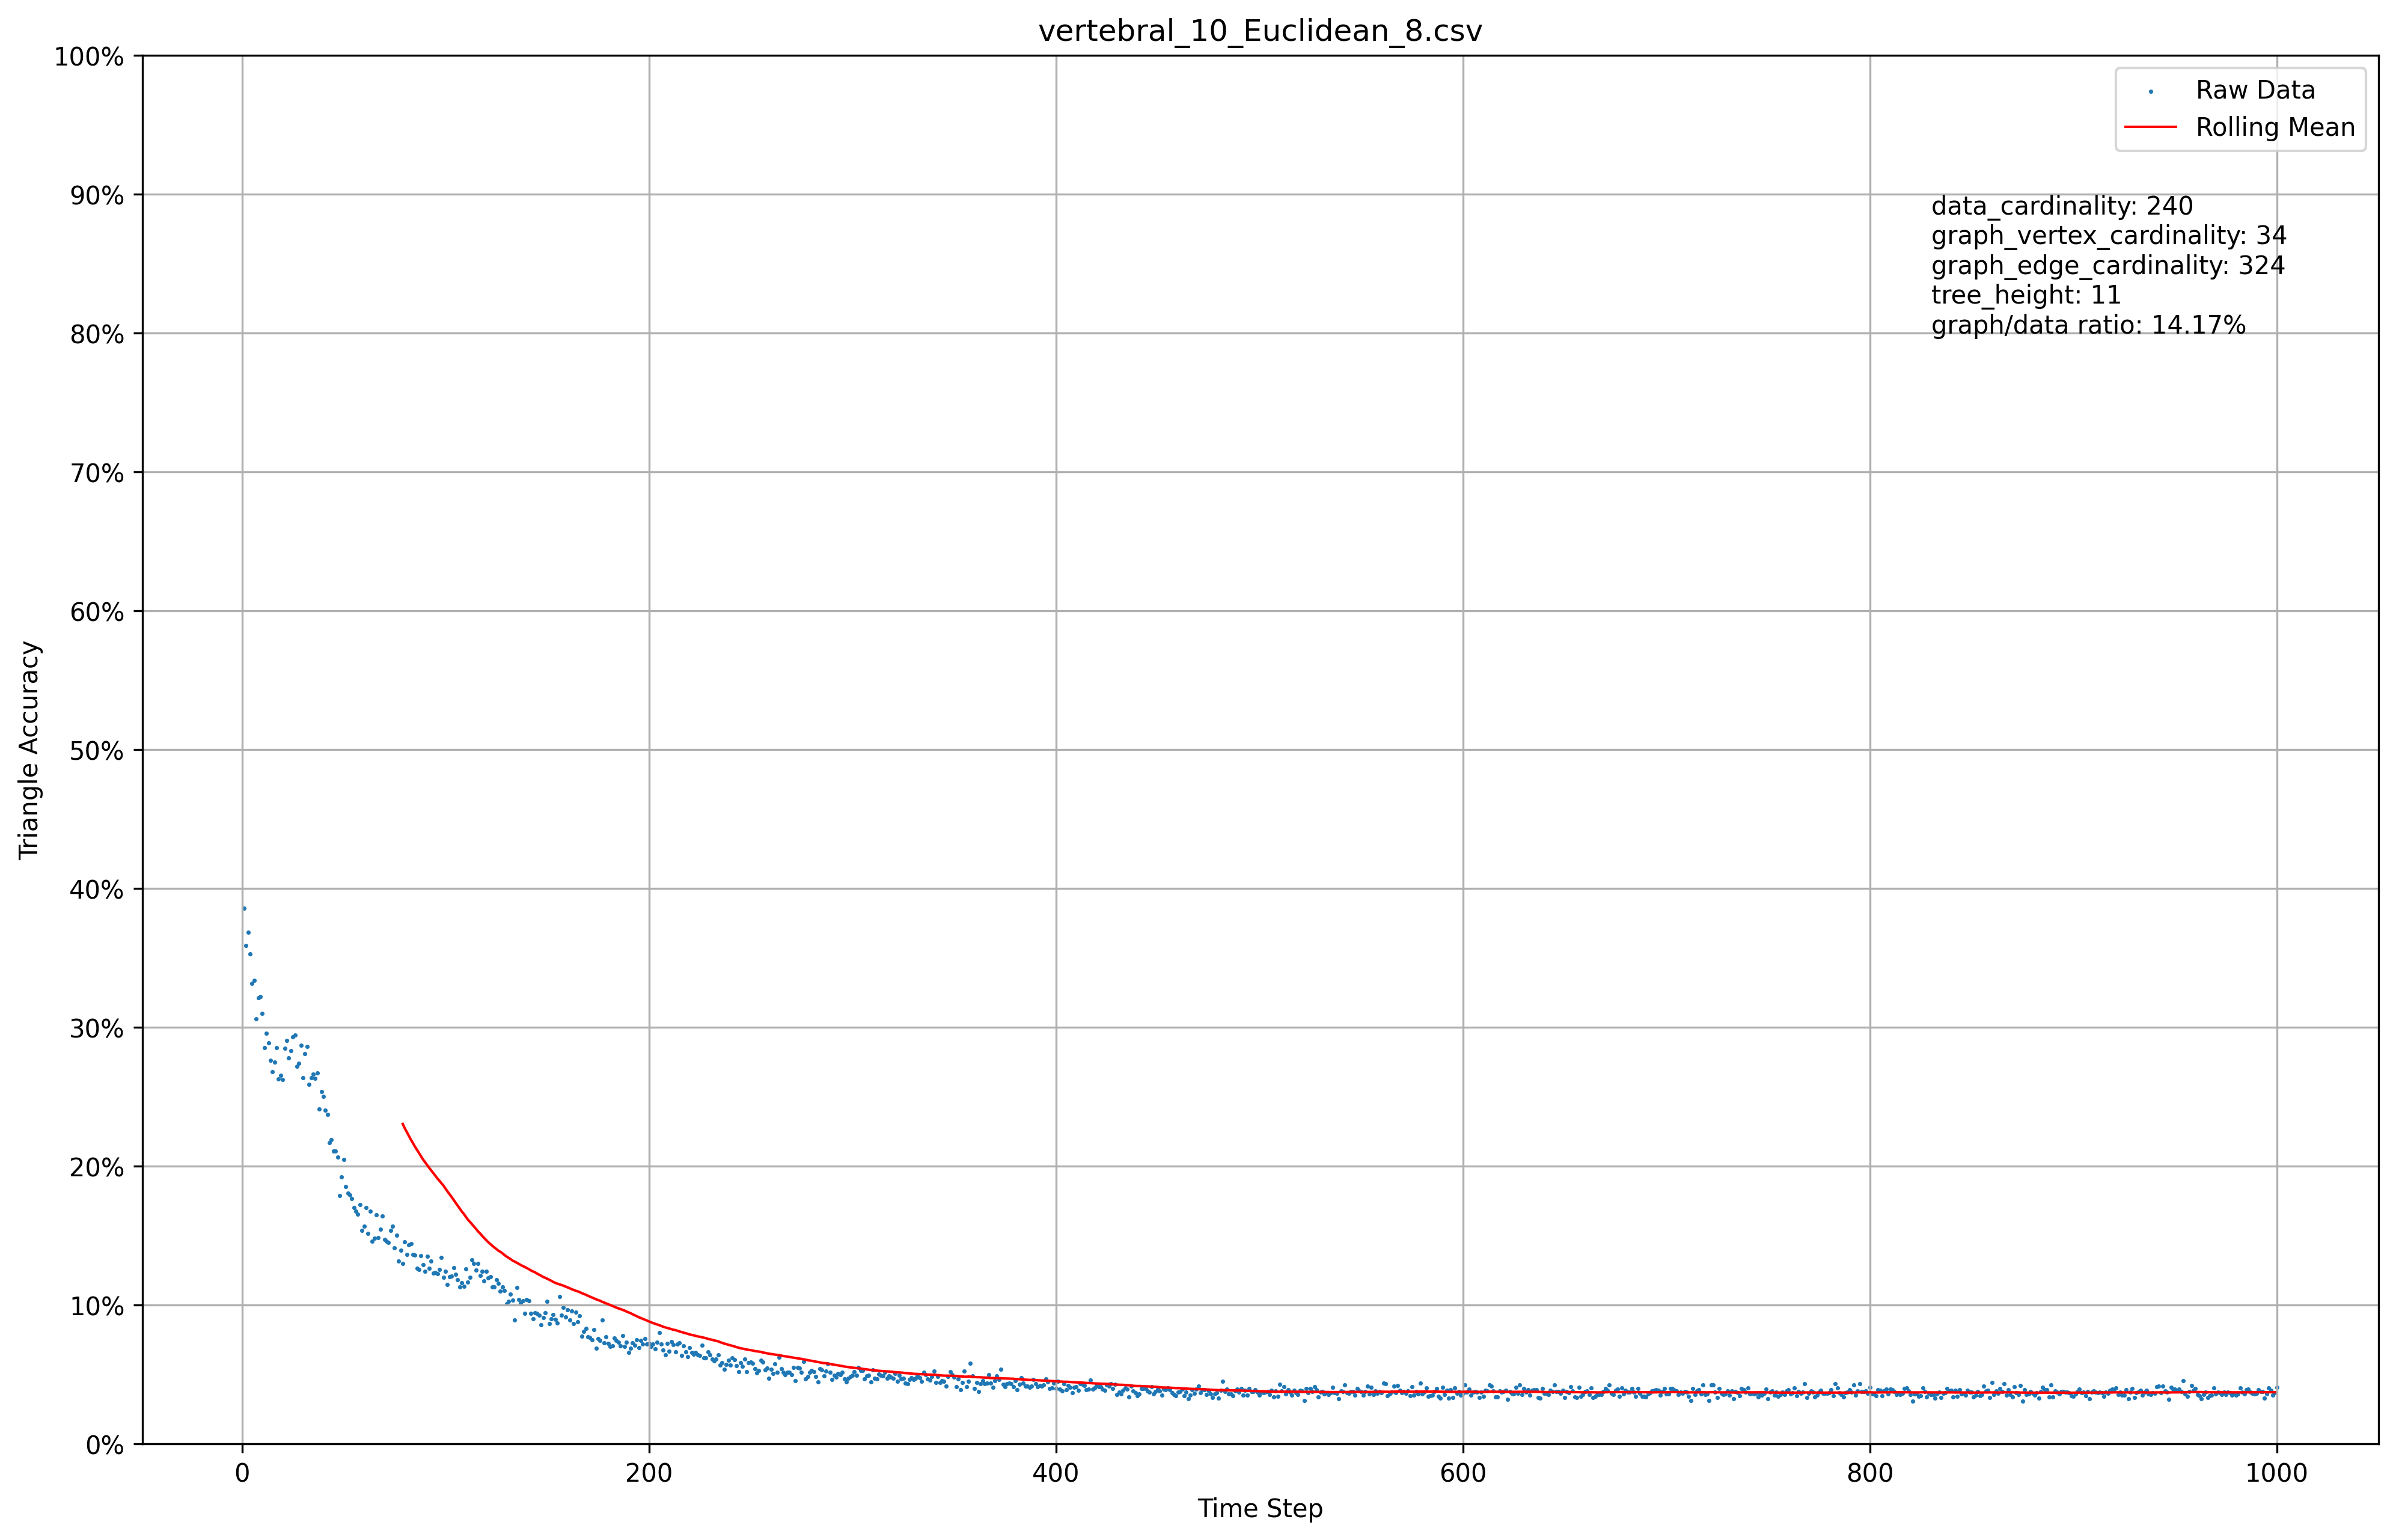 vertebral_10_Euclidean_8.csv
100%
90%
80%
70%
60%
50%
40%
30%
20%
10%
0%
Triangle Accuracy
Raw Data
Rolling Mean
data_cardinality: 240
graph_vertex_cardinality: 34
graph_edge_cardinality: 324
tree_height: 11
graph/data ratio: 14.17%
0 200 400 600 800 1000
Time Step